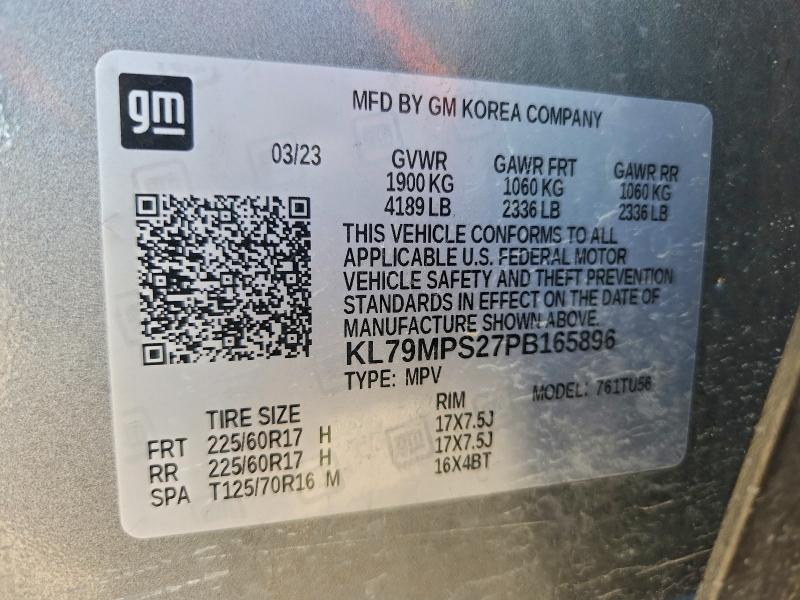 gm
MFD BY GM KOREA COMPANY
03/23
GVWR GAWR FRT GAWR RR
1900 KG 1060 KG 1060 KG
4189 LB 2336 LB 2336 LB
THIS VEHICLE CONFORMS TO ALL
APPLICABLE U.S. FEDERAL MOTOR
VEHICLE SAFETY AND THEFT PREVENTION
STANDARDS IN EFFECT ON THE DATE OF
MANUFACTURE SHOWN ABOVE.
KL79MPS27PB165896
TYPE: MPV MODEL: 761TU56
TIRE SIZE RIM
FRT 225/60R17 H 17X7.5J
RR 225/60R17 H 17X7.5J
SPA T125/70R16 M 16X4BT